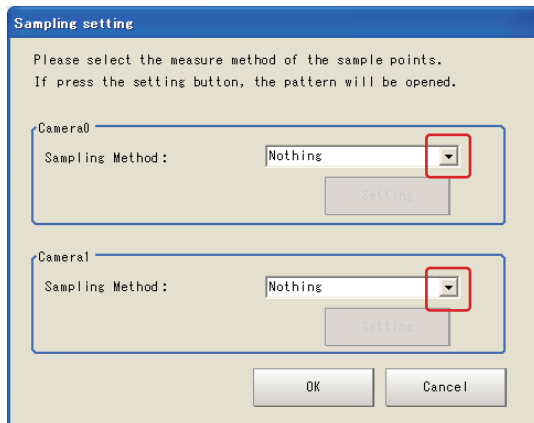 Sampling setting
Please select the measure method of the sample points.
If press the setting button, the pattern will be opened.
Camera0
Sampling Method: Nothing
Setting
Camera1
Sampling Method: Nothing
Setting
OK Cancel